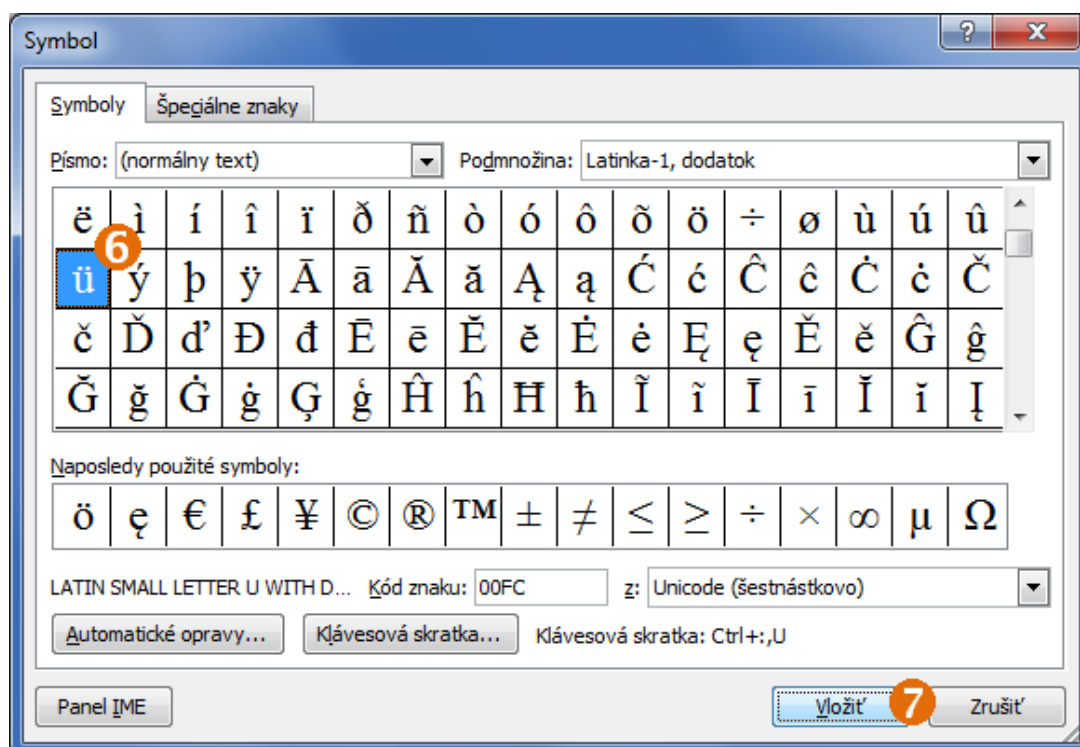 Symbol
Symboly Špeciálne znaky
Písmo: (normálny text) Podmnožina: Latinka-1, dodatok
ë ì í î ï ð ñ ò ó ô õ ö ÷ ø ù ú û
6
ü ý þ ÿ Ā ā Ă ă Ą ą Ć ć Ĉ ĉ Ċ ċ Č
č Ď ď Đ đ Ē ē Ĕ ĕ Ė ė Ę ę Ě ě Ĝ ĝ
Ğ ğ Ġ ġ Ģ ģ Ĥ ĥ Ħ ħ Ĩ ĩ Ī ī Ĭ ĭ Į
Naposledy použité symboly:
ö ę € £ ¥ © ® ™ ± ≠ ≤ ≥ ÷ × ∞ µ Ω
LATIN SMALL LETTER U WITH D... Kód znaku: 00FC z: Unicode (šestnástkovo)
Automatické opravy... Klávesová skratka... Klávesová skratka: Ctrl+:,U
Panel IME Vložiť 7 Zrušiť